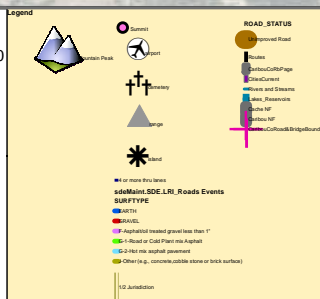 Legend
0
Mountain Peak
Summit
Airport
Cemetery
Range
Island
4 or more thru lanes
sdeMaint.SDE.LRI_Roads Events
SURFTYPE
EARTH
GRAVEL
F-Asphalt/oil treated gravel less than 1"
G-1-Road or Cold Plant mix Asphalt
G-2-Hot mix asphalt pavement
J-Other (e.g., concrete,cobble stone or brick surface)
1/2 Jurisdiction
ROAD_STATUS
Unimproved Road
Routes
CaribouCoRbPage
CitiesCurrent
Rivers and Streams
Lakes_Reservoirs
Cache NF
Caribou NF
CaribouCoRoad&BridgeBound